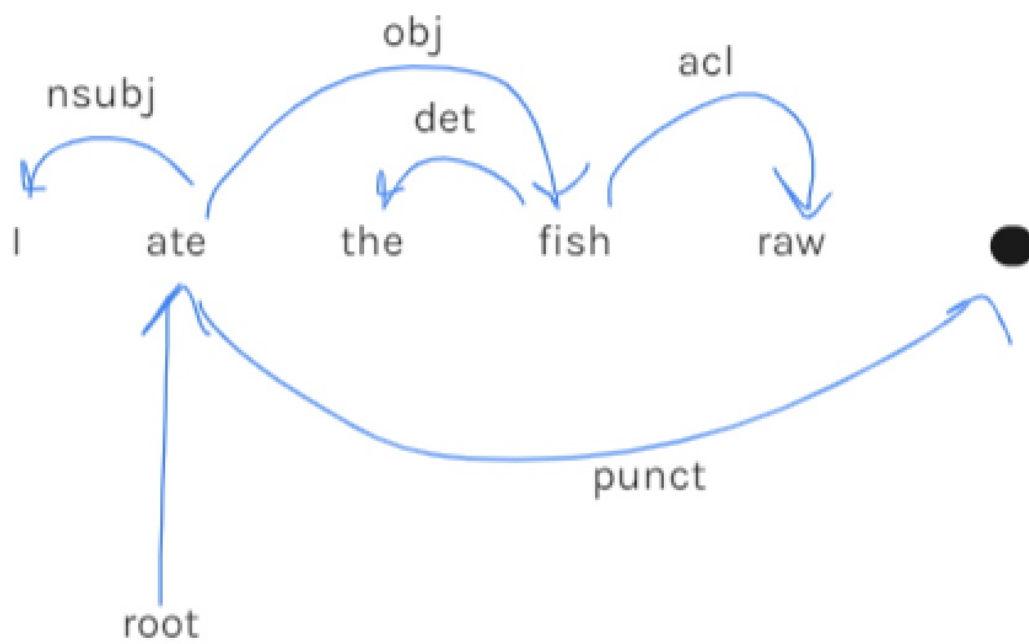 obj
acl
nsubj
det
I ate the fish raw .
punct
root